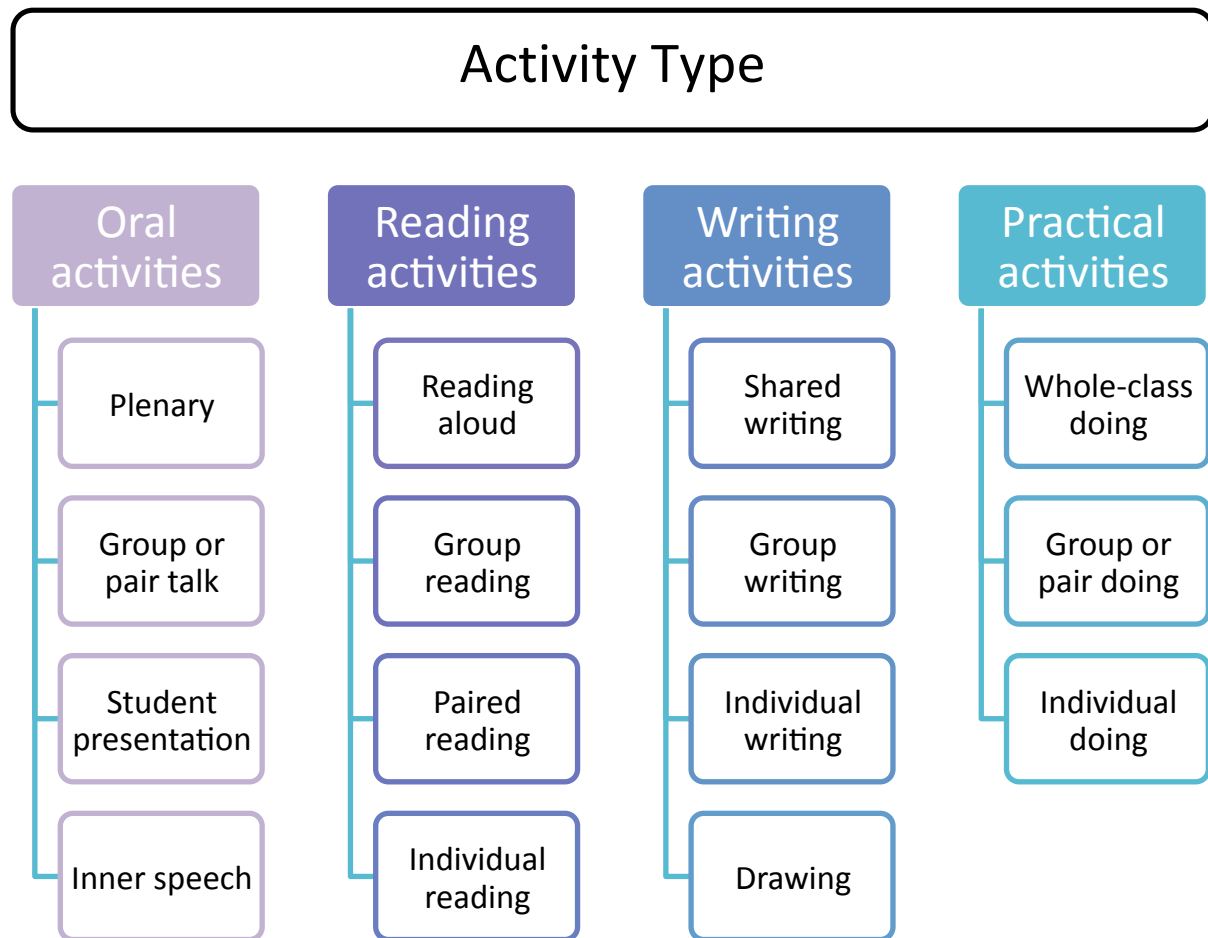 Activity Type
Oral
activities
Plenary
Group or
pair talk
Student
presentation
Inner speech
Reading
activities
Reading
aloud
Group
reading
Paired
reading
Individual
reading
Writing
activities
Shared
writing
Group
writing
Individual
writing
Drawing
Practical
activities
Whole-class
doing
Group or
pair doing
Individual
doing